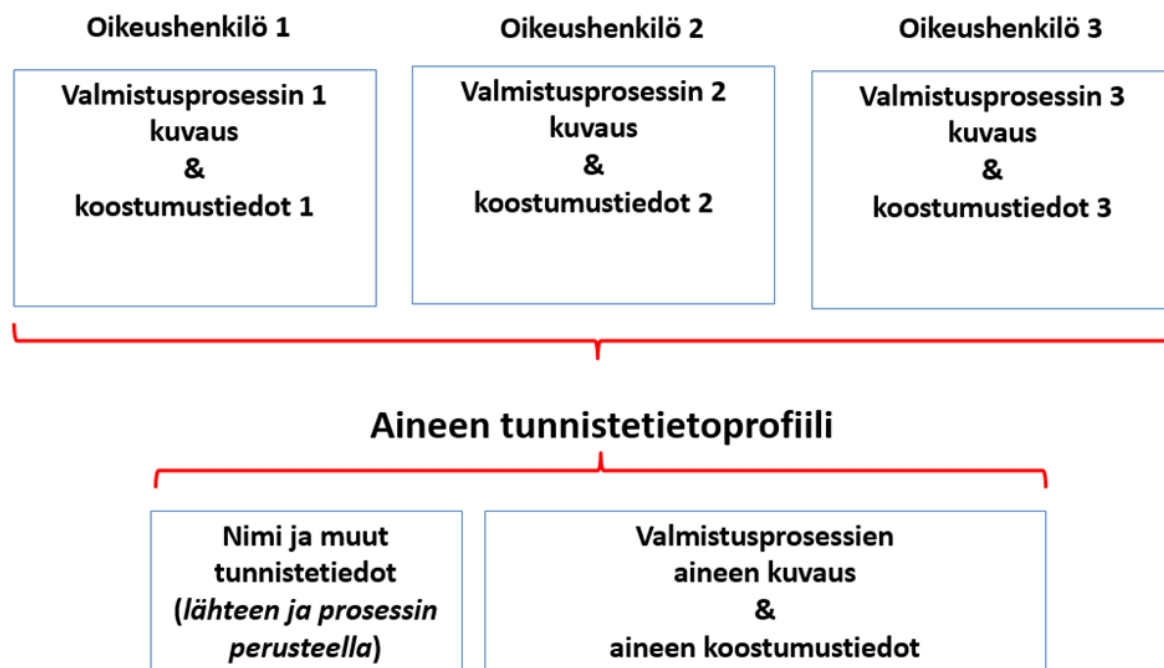 Oikeushenkilö 1
Oikeushenkilö 2
Oikeushenkilö 3
Valmistusprosessin 1
kuvaus
&
koostumustiedot 1
Valmistusprosessin 2
kuvaus
&
koostumustiedot 2
Valmistusprosessin 3
kuvaus
&
koostumustiedot 3
Aineen tunnistetietoprofiili
Nimi ja muut
tunnistetiedot
(lähteen ja prosessin
perusteella)
Valmistusprosessien
aineen kuvaus
&
aineen koostumustiedot